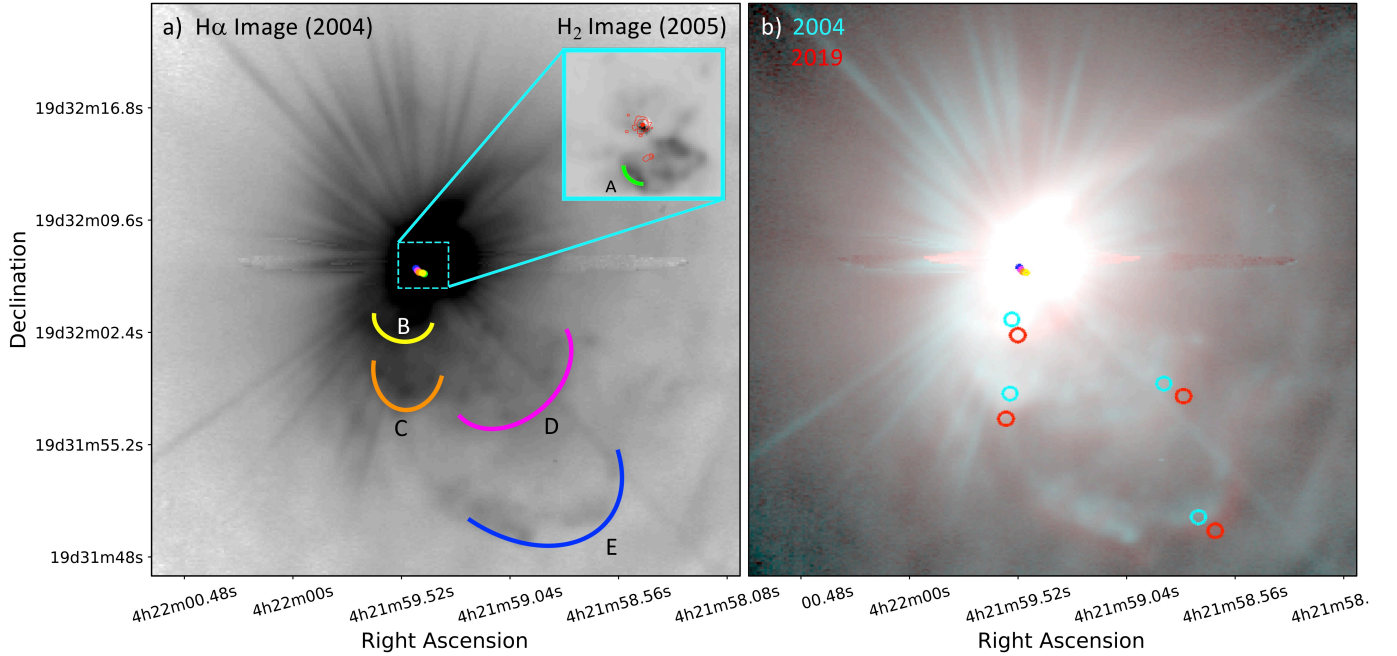 a) Hα Image (2004)
H₂ Image (2005)
A
B
C
D
E
19d32m16.8s
19d32m09.6s
19d32m02.4s
19d31m55.2s
19d31m48s
Declination
4h22m00.48s
4h22m00s
4h21m59.52s
4h21m59.04s
4h21m58.56s
4h21m58.08s
Right Ascension
b) 2004
2019
00.48s
4h22m00s
4h21m59.52s
4h21m59.04s
4h21m58.56s
4h21m58.
Right Ascension